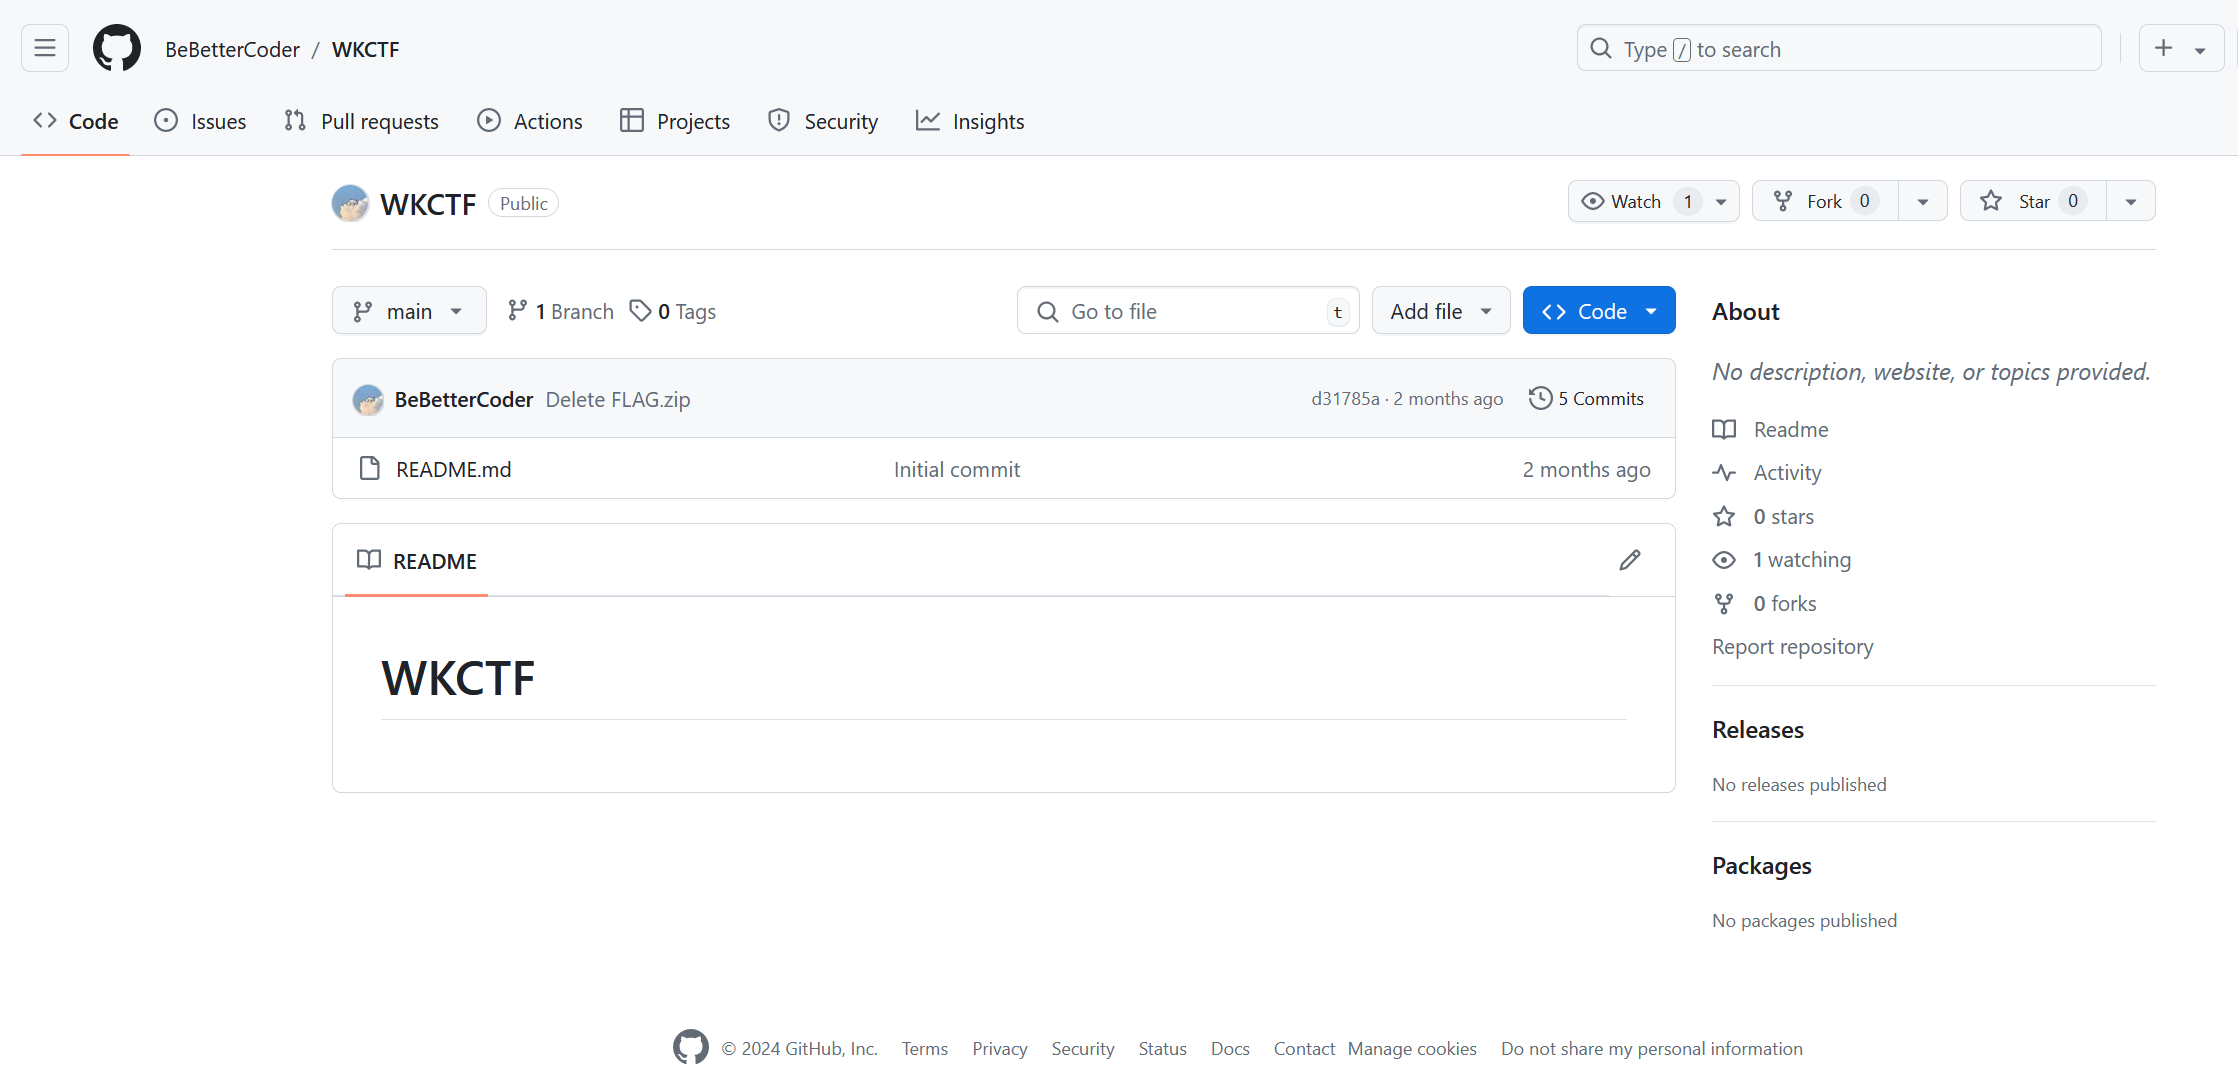 BeBetterCoder / WKCTF
Type / to search
Code Issues Pull requests Actions Projects Security Insights
WKCTF Public
Watch 1 Fork 0 Star 0
main 1 Branch 0 Tags
Go to file t Add file Code
BeBetterCoder Delete FLAG.zip d31785a · 2 months ago 5 Commits
README.md Initial commit 2 months ago
README
WKCTF
About
No description, website, or topics provided.
Readme
Activity
0 stars
1 watching
0 forks
Report repository
Releases
No releases published
Packages
No packages published
© 2024 GitHub, Inc. Terms Privacy Security Status Docs Contact Manage cookies Do not share my personal information